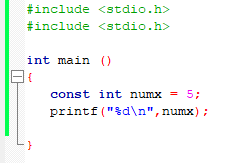 #include <stdio.h>
#include <stdio.h>
int main ()
{
const int numx = 5;
printf("%d\n",numx);
}